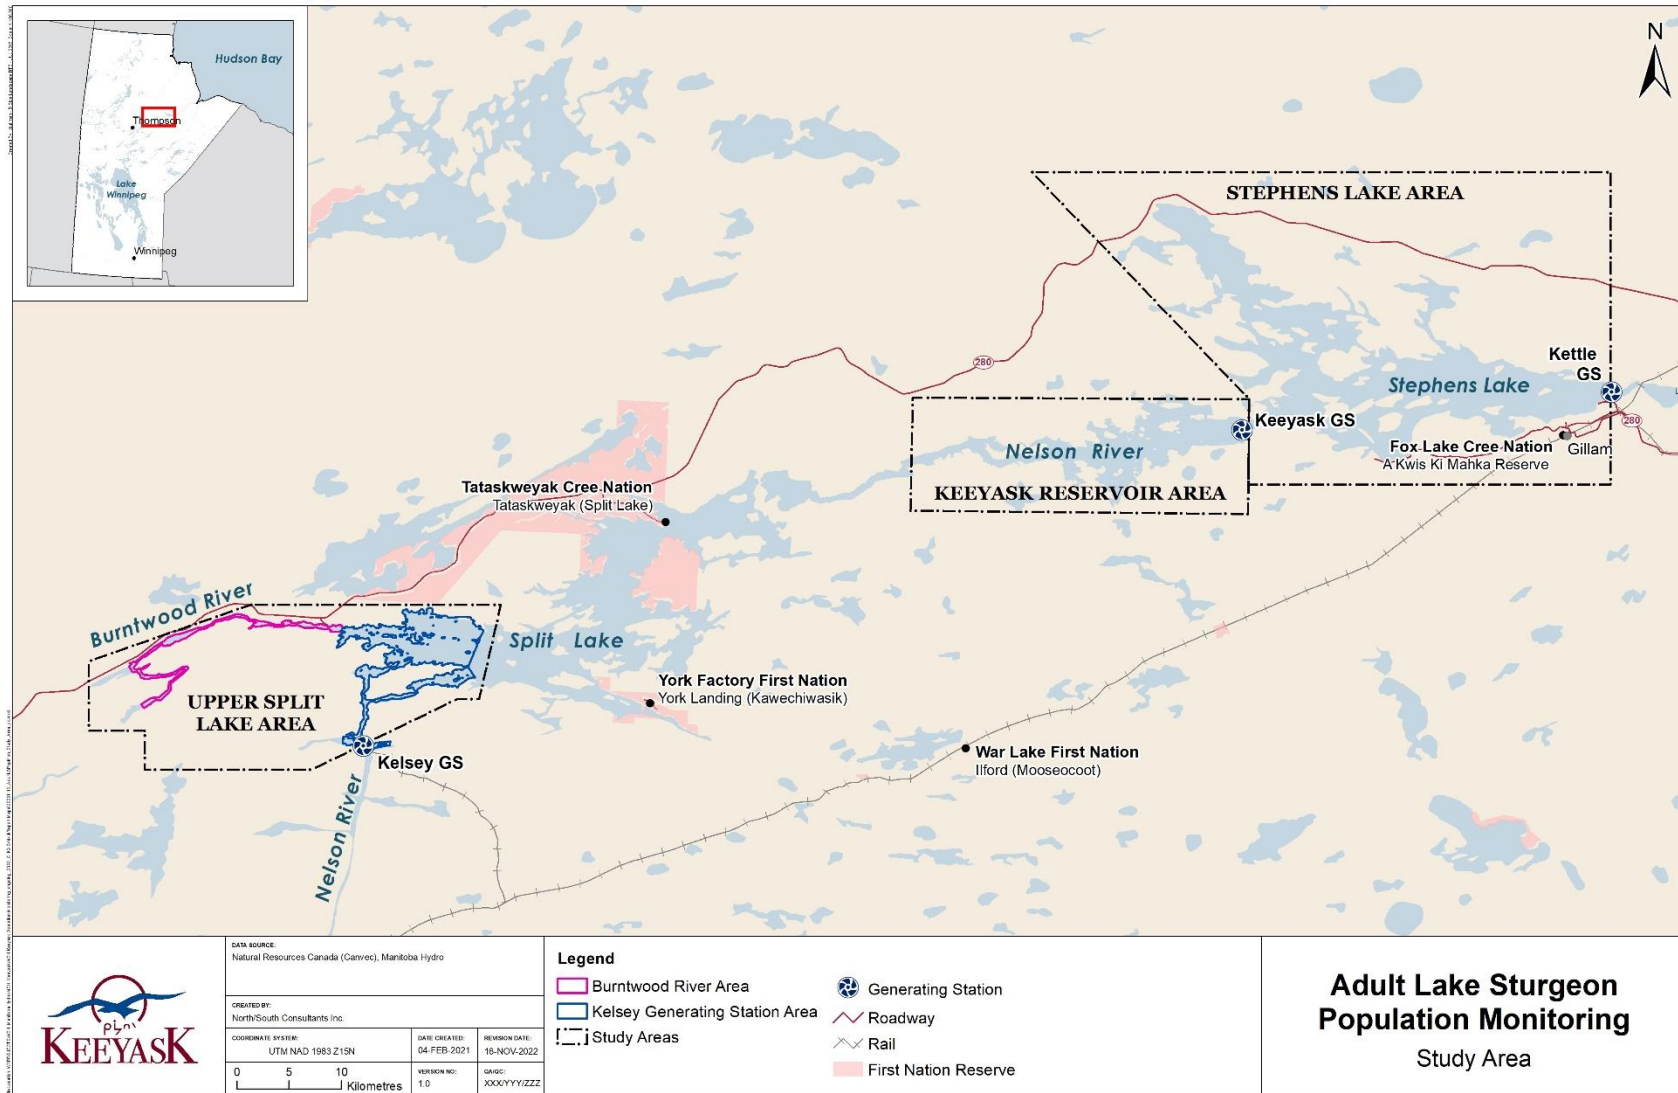 Hudson Bay
Thompson
Lake
Winnipeg
Winnipeg
N
STEPHENS LAKE AREA
280
Kettle
GS
Stephens Lake
Keeyask GS
280
Nelson River
Fox Lake Cree Nation
A Kwis Ki Mahka Reserve
Gillam
KEEYASK RESERVOIR AREA
Tataskweyak Cree Nation
Tataskweyak (Split Lake)
Burntwood River
Split Lake
York Factory First Nation
York Landing (Kawechiwasik)
UPPER SPLIT
LAKE AREA
Kelsey GS
War Lake First Nation
Ilford (Mooseocoot)
Nelson River
KEEYASK
DATA SOURCE:
Natural Resources Canada (Canvec), Manitoba Hydro
CREATED BY:
North/South Consultants Inc.
COORDINATE SYSTEM:
UTM NAD 1983 Z15N
DATE CREATED:
04-FEB-2021
REVISION DATE:
16-NOV-2022
0 5 10
Kilometres
VERSION NO:
1.0
QA/QC:
XXX/YYY/ZZZ
Legend
Burntwood River Area
Kelsey Generating Station Area
Study Areas
Generating Station
Roadway
Rail
First Nation Reserve
Adult Lake Sturgeon
Population Monitoring
Study Area